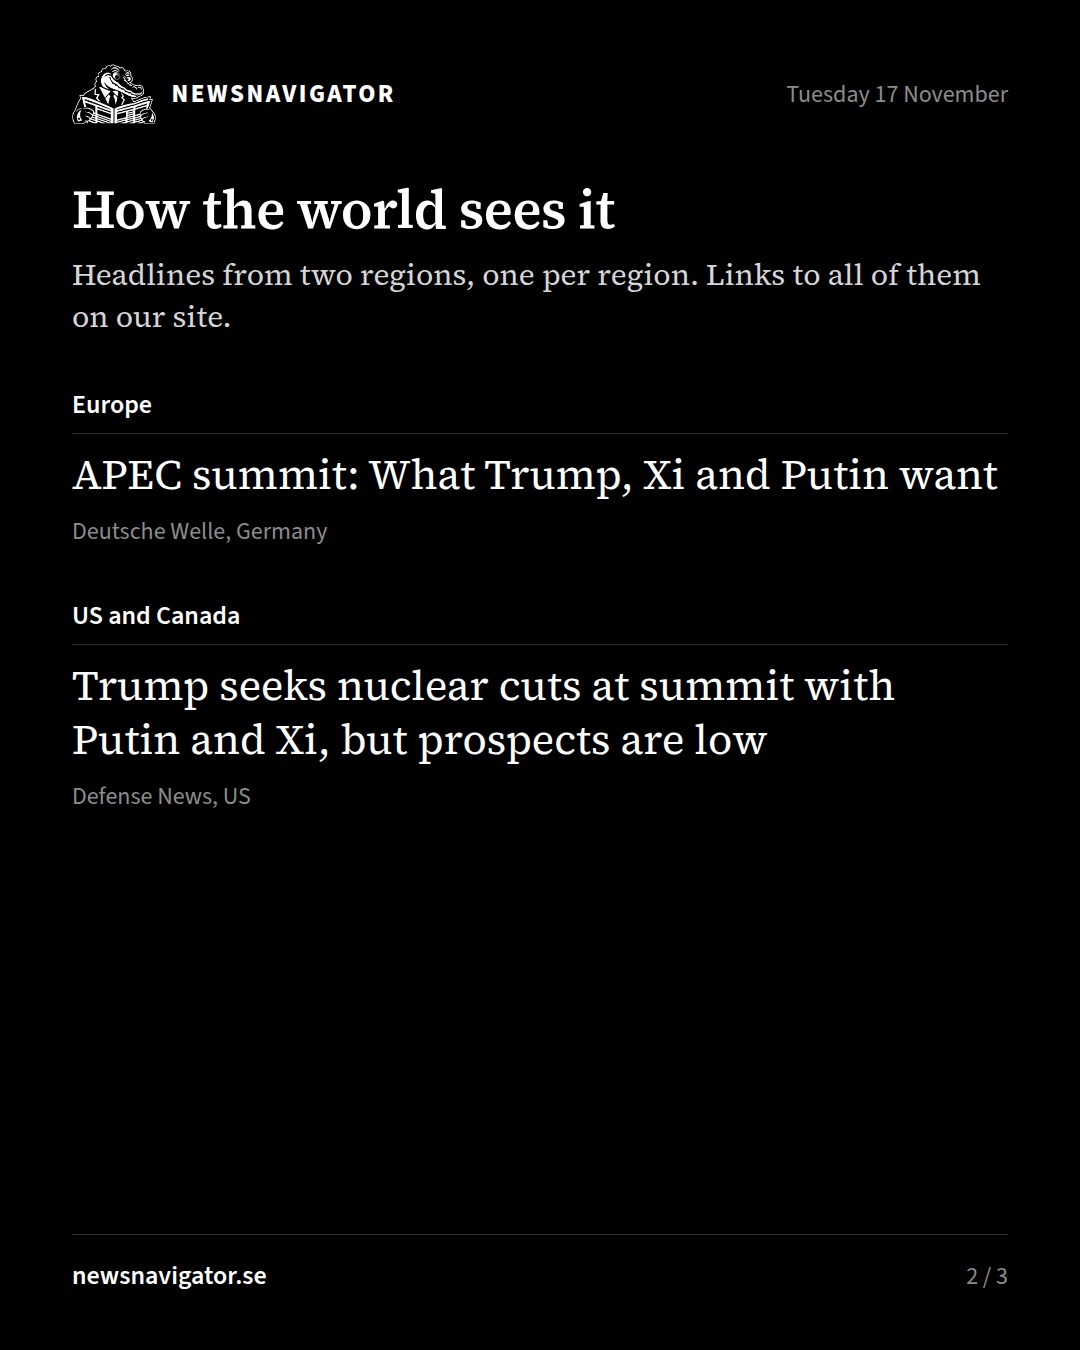 NEWSNAVIGATOR
Tuesday 17 November
How the world sees it
Headlines from two regions, one per region. Links to all of them
on our site.
Europe
APEC summit: What Trump, Xi and Putin want
Deutsche Welle, Germany
US and Canada
Trump seeks nuclear cuts at summit with
Putin and Xi, but prospects are low
Defense News, US
newsnavigator.se
2 / 3